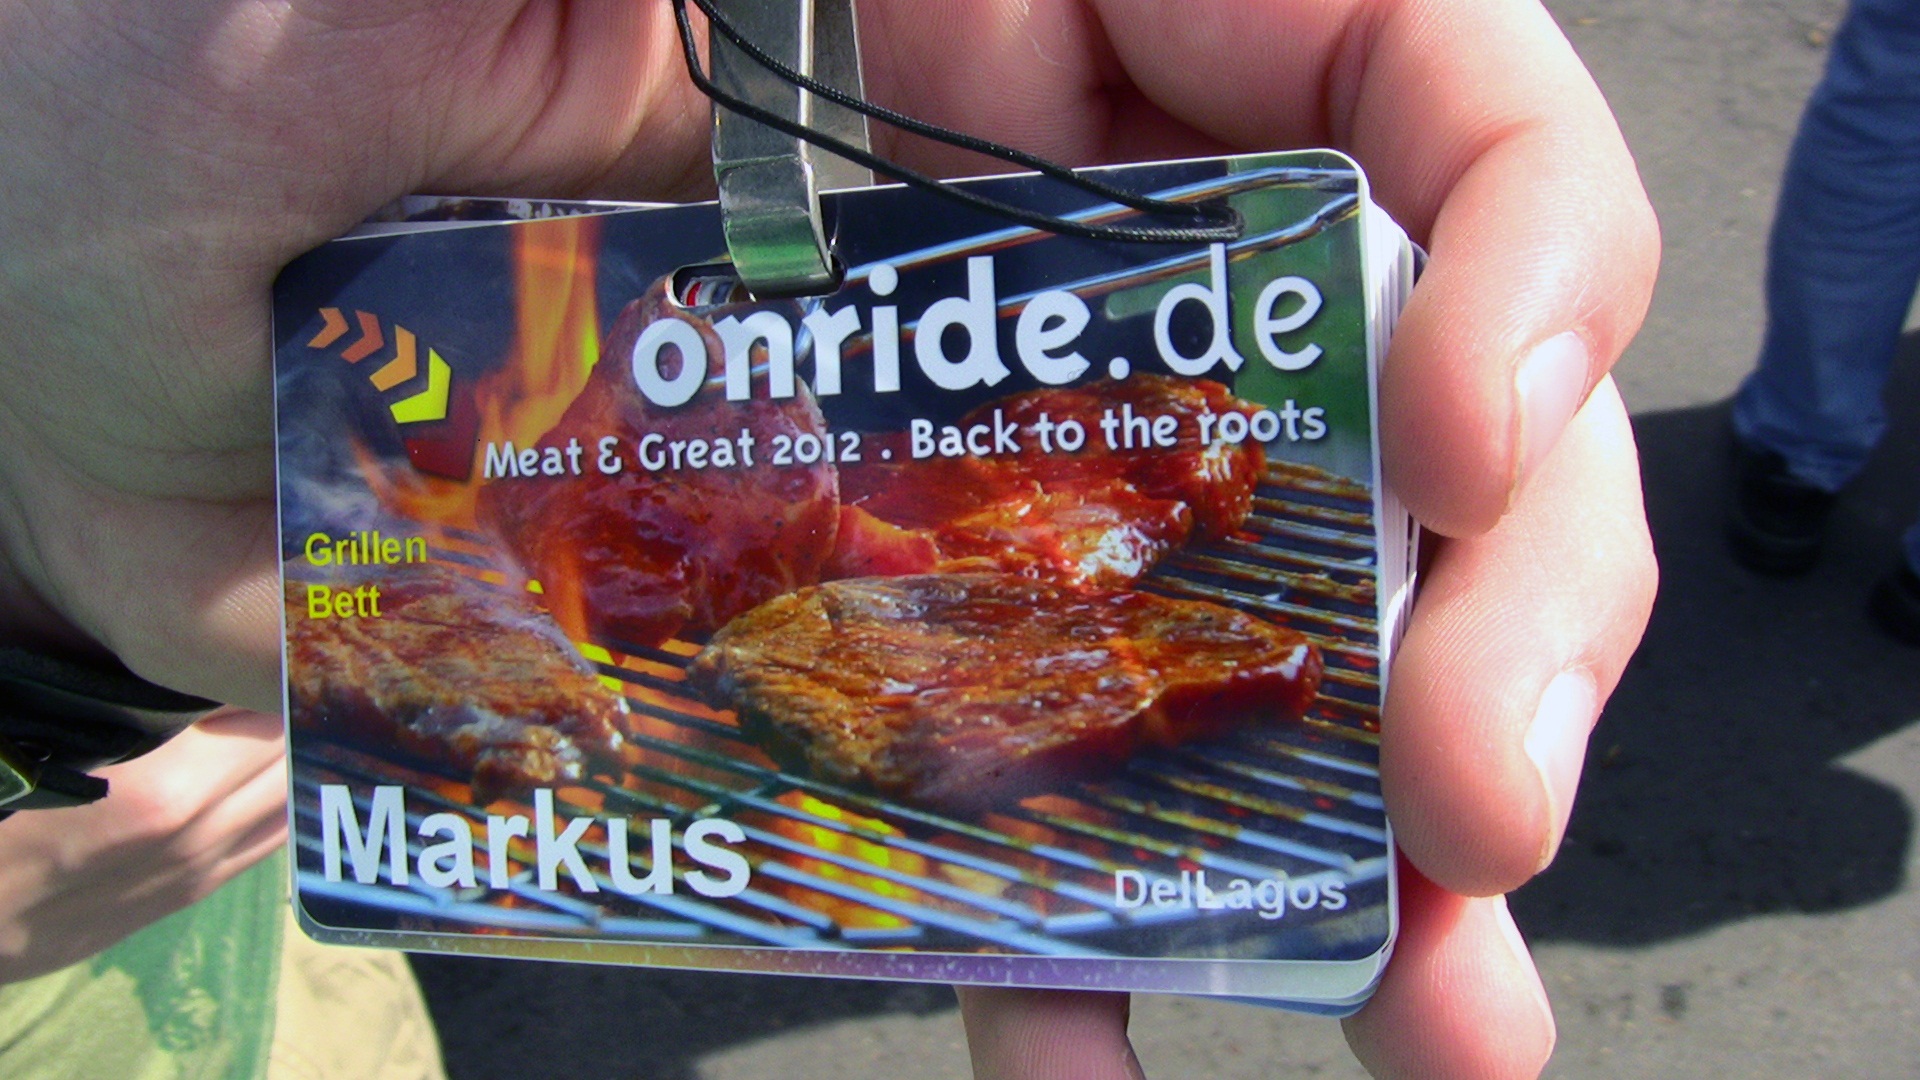 onride.de
Meat & Great 2012 . Back to the roots
Grillen
Bett
Markus
DelLagos